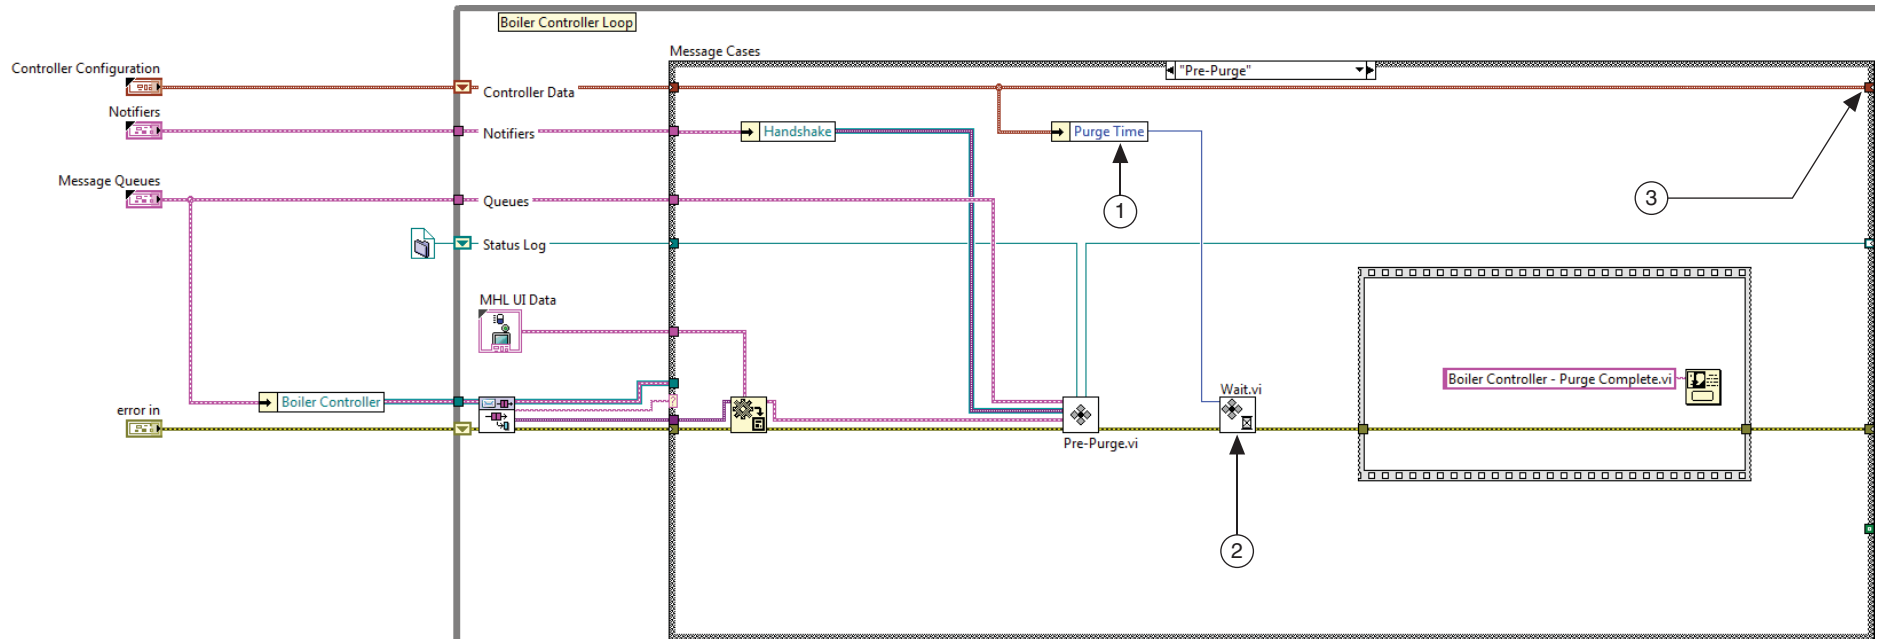 Boiler Controller Loop
Message Cases
"Pre-Purge"
Controller Configuration
Controller Data
Notifiers
Notifiers
Handshake
Purge Time
1
3
Message Queues
Queues
Status Log
MHL UI Data
Boiler Controller
error in
?
Pre-Purge.vi
Wait.vi
2
Boiler Controller - Purge Complete.vi